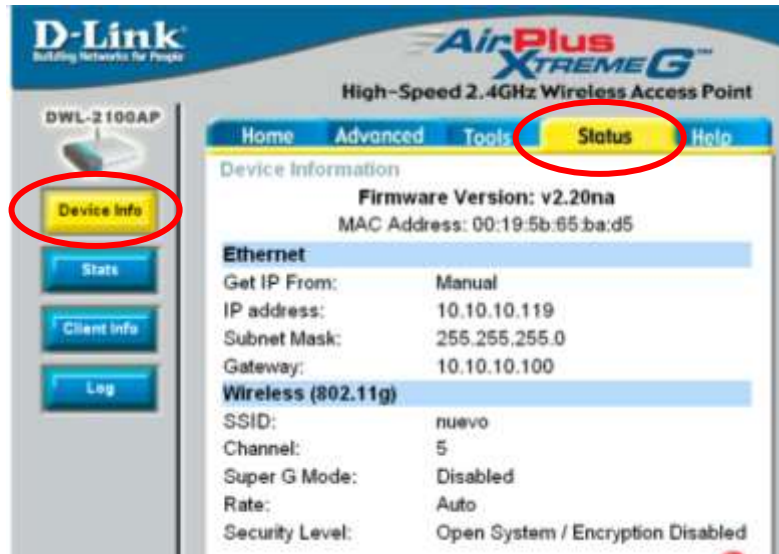 D-Link
Building Networks for People
AirPlus
XTREME G™
High-Speed 2.4GHz Wireless Access Point
DWL-2100AP
Home Advanced Tools Status Help
Device Information
Firmware Version: v2.20na
MAC Address: 00:19:5b:65:ba:d5
Device Info
Stats
Client Info
Log
Ethernet
Get IP From: Manual
IP address: 10.10.10.119
Subnet Mask: 255.255.255.0
Gateway: 10.10.10.100
Wireless (802.11g)
SSID: nuevo
Channel: 5
Super G Mode: Disabled
Rate: Auto
Security Level: Open System / Encryption Disabled